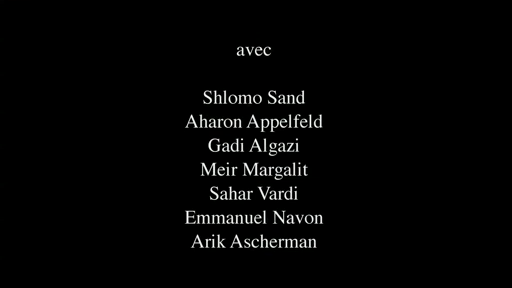 avec
Shlomo Sand
Aharon Appelfeld
Gadi Algazi
Meir Margalit
Sahar Vardi
Emmanuel Navon
Arik Ascherman